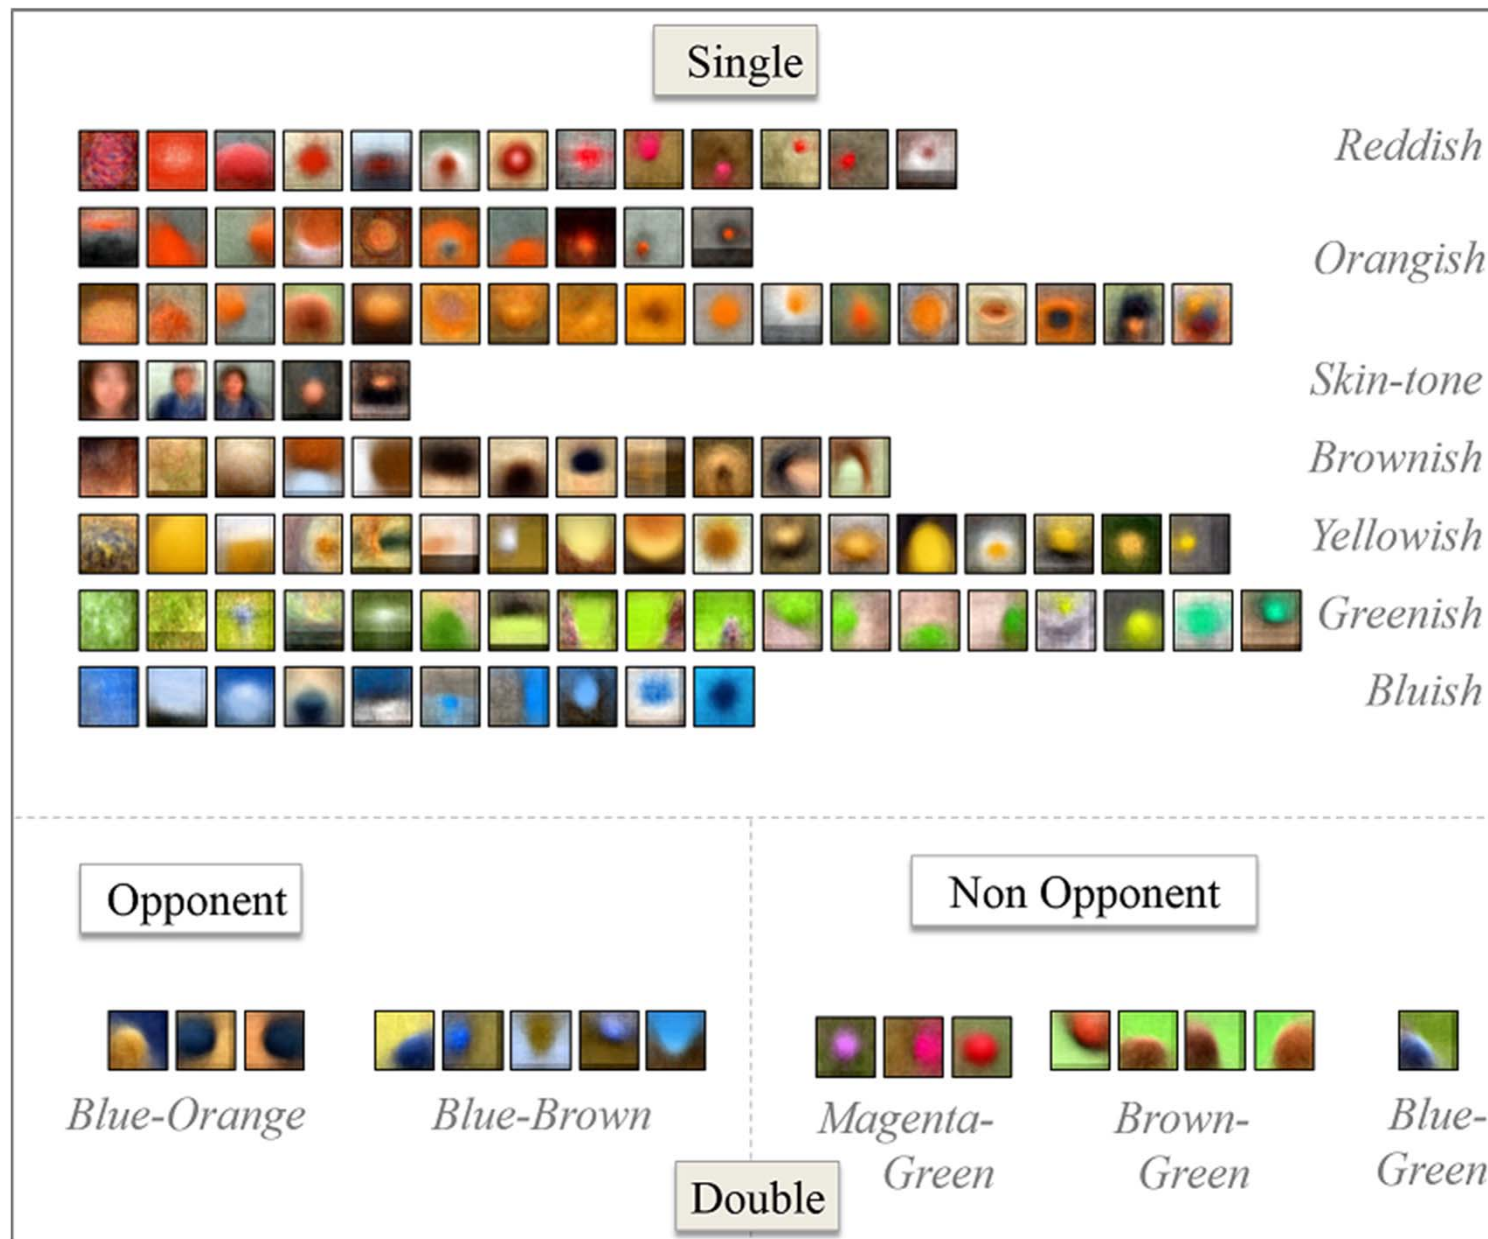 Single
Reddish
Orangish
Skin-tone
Brownish
Yellowish
Greenish
Bluish
Opponent
Non Opponent
Blue-Orange
Blue-Brown
Magenta-
Green
Brown-
Green
Blue-
Green
Double